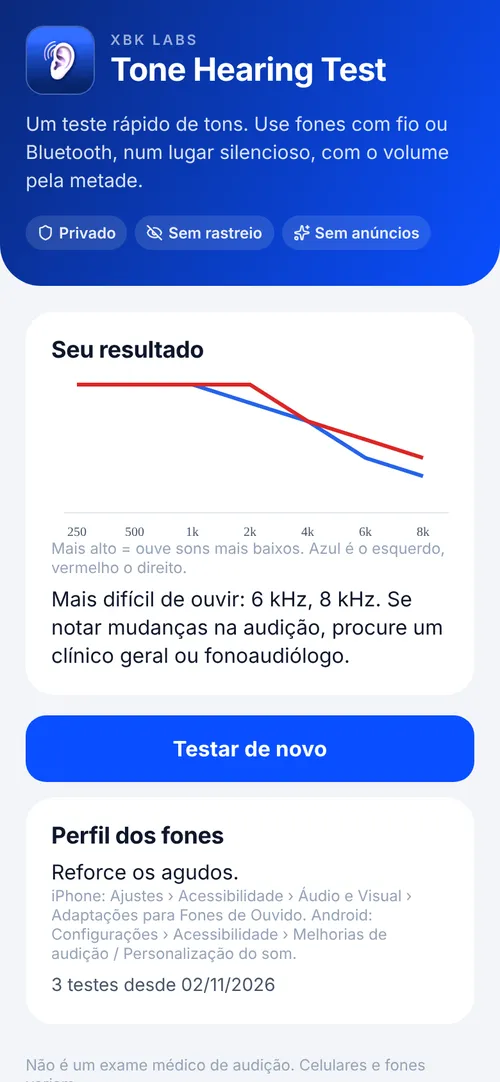 XBK LABS
Tone Hearing Test
Um teste rápido de tons. Use fones com fio ou
Bluetooth, num lugar silencioso, com o volume
pela metade.
Privado
Sem rastreio
Sem anúncios
Seu resultado
250 500 1k 2k 4k 6k 8k
Mais alto = ouve sons mais baixos. Azul é o esquerdo,
vermelho o direito.
Mais difícil de ouvir: 6 kHz, 8 kHz. Se
notar mudanças na audição, procure um
clínico geral ou fonoaudiólogo.
Testar de novo
Perfil dos fones
Reforce os agudos.
iPhone: Ajustes › Acessibilidade › Áudio e Visual ›
Adaptações para Fones de Ouvido. Android:
Configurações › Acessibilidade › Melhorias de
audição / Personalização do som.
3 testes desde 02/11/2026
Não é um exame médico de audição. Celulares e fones